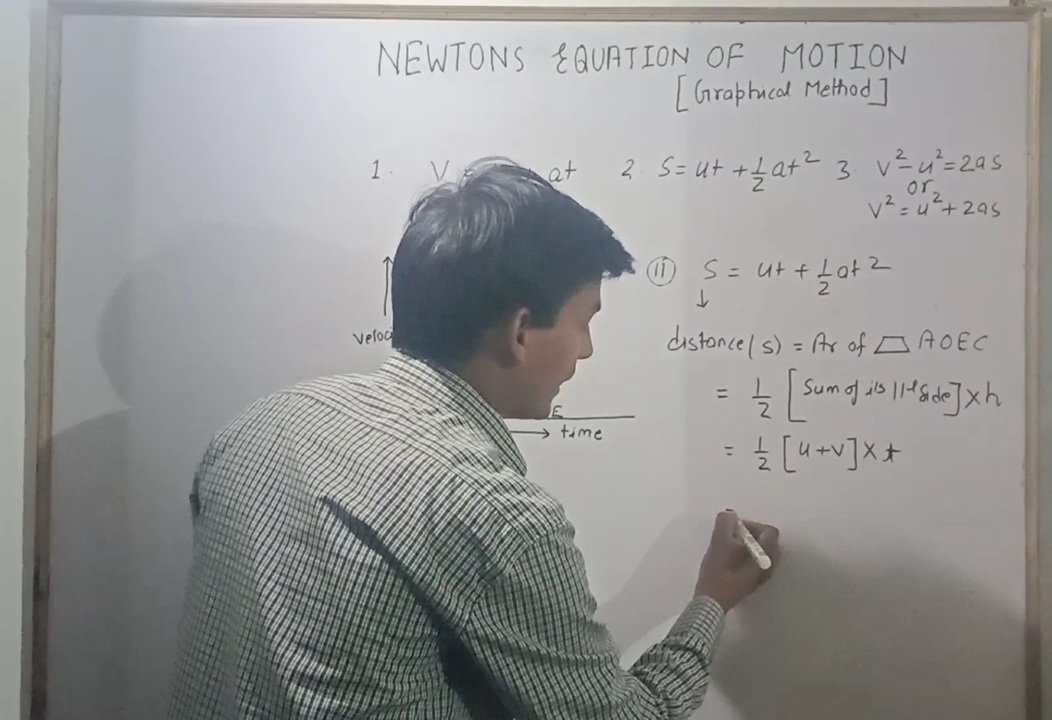 NEWTONS EQUATION OF MOTION
[Graphical Method]
1. V = at 2. S = ut + 1/2 at² 3. v² - u² = 2as
or
v² = u² + 2as
(ii) S = ut + 1/2 at²
↓
distance(s) = Ar of ⏢ AOEC
= 1/2 [Sum of its 11el side] × h
= 1/2 [u+v] × t
E
→ time